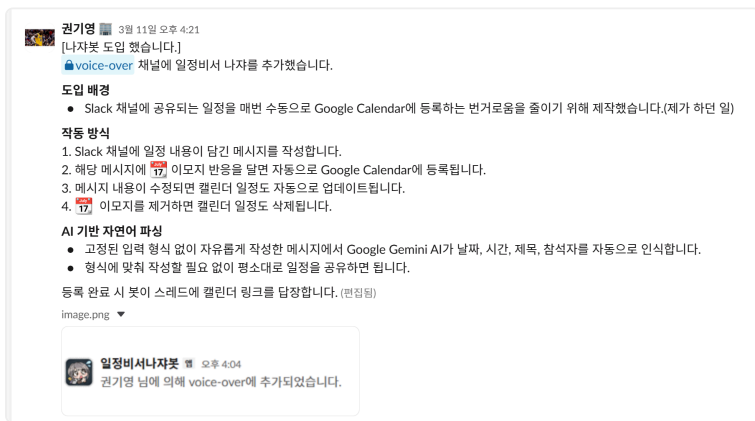 권기영 3월 11일 오후 4:21
[나쟈봇 도입 했습니다.]
voice-over 채널에 일정비서 나쟈를 추가했습니다.
도입 배경
• Slack 채널에 공유되는 일정을 매번 수동으로 Google Calendar에 등록하는 번거로움을 줄이기 위해 제작했습니다.(제가 하던 일)
작동 방식
1. Slack 채널에 일정 내용이 담긴 메시지를 작성합니다.
2. 해당 메시지에 📆 이모지 반응을 달면 자동으로 Google Calendar에 등록됩니다.
3. 메시지 내용이 수정되면 캘린더 일정도 자동으로 업데이트됩니다.
4. 📆 이모지를 제거하면 캘린더 일정도 삭제됩니다.
AI 기반 자연어 파싱
• 고정된 입력 형식 없이 자유롭게 작성한 메시지에서 Google Gemini AI가 날짜, 시간, 제목, 참석자를 자동으로 인식합니다.
• 형식에 맞춰 작성할 필요 없이 평소대로 일정을 공유하면 됩니다.
등록 완료 시 봇이 스레드에 캘린더 링크를 답장합니다. (편집됨)
image.png
일정비서나쟈봇 앱 오후 4:04
권기영 님에 의해 voice-over에 추가되었습니다.